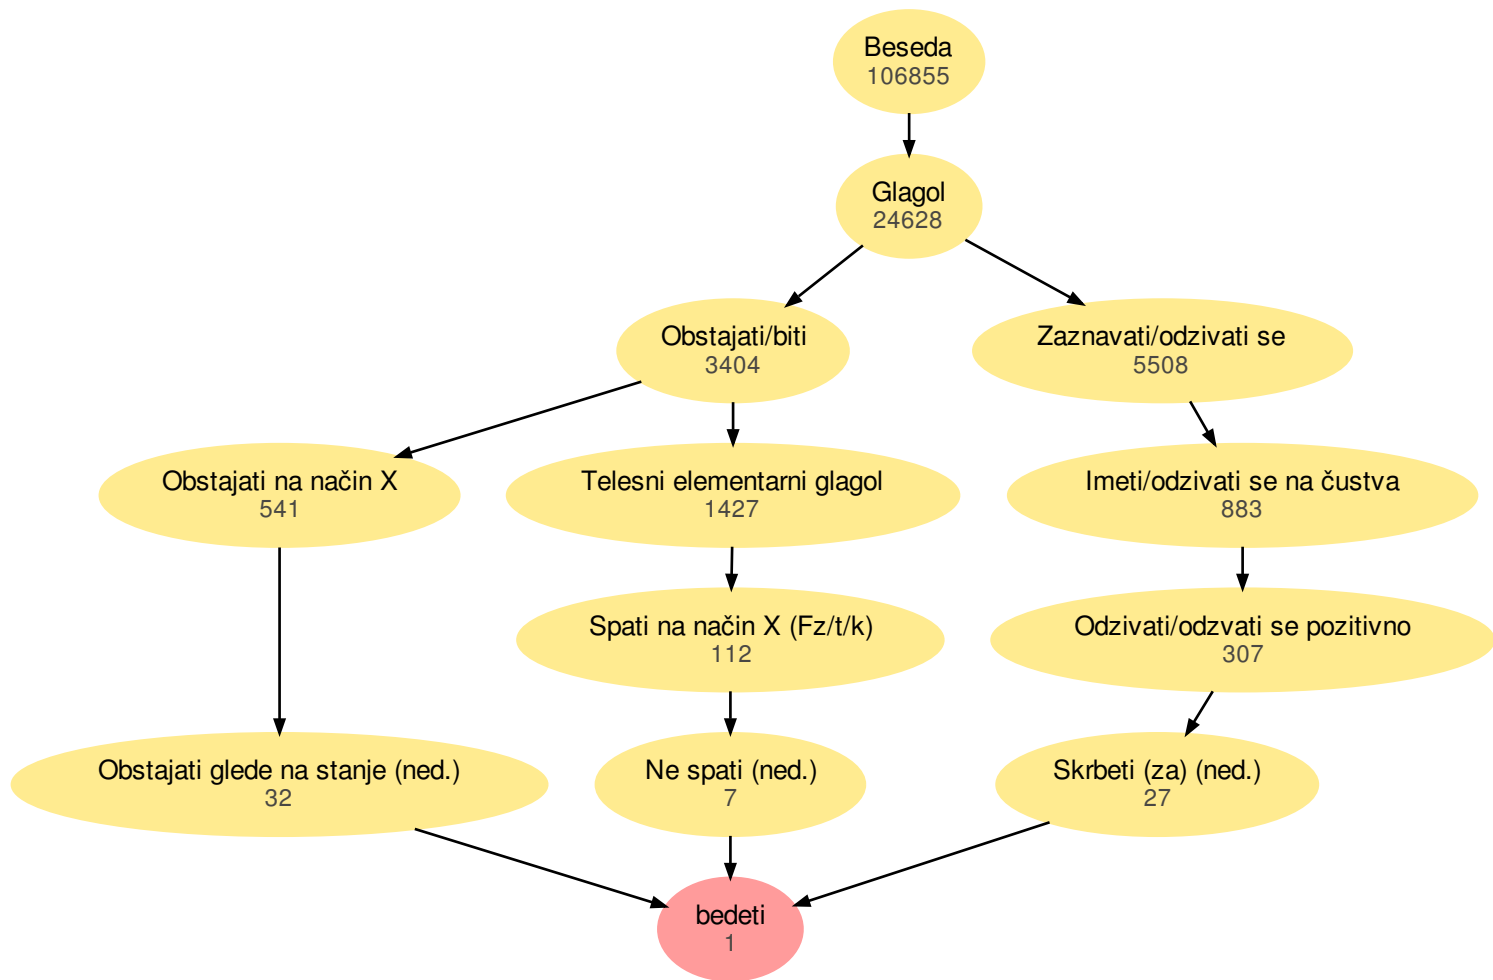 Beseda
106855
Glagol
24628
Obstajati/biti
3404
Zaznavati/odzivati se
5508
Obstajati na način X
541
Telesni elementarni glagol
1427
Imeti/odzivati se na čustva
883
Spati na način X (Fz/t/k)
112
Odzivati/odzvati se pozitivno
307
Obstajati glede na stanje (ned.)
32
Ne spati (ned.)
7
Skrbeti (za) (ned.)
27
bedeti
1